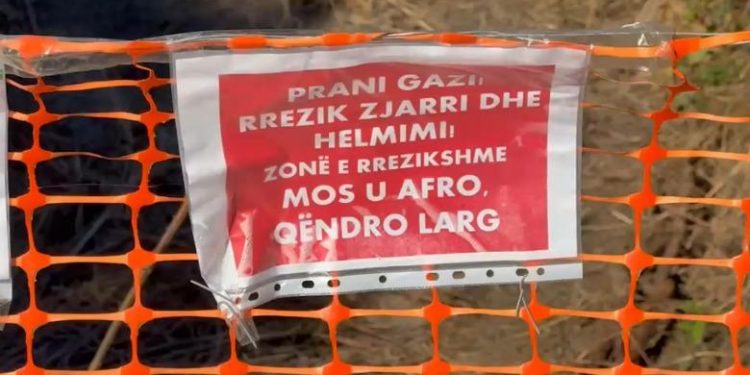 PRANI GAZI!
RREZIK ZJARRI DHE
HELMIMI!
ZONË E RREZIKSHME
MOS U AFRO,
QËNDRO LARG